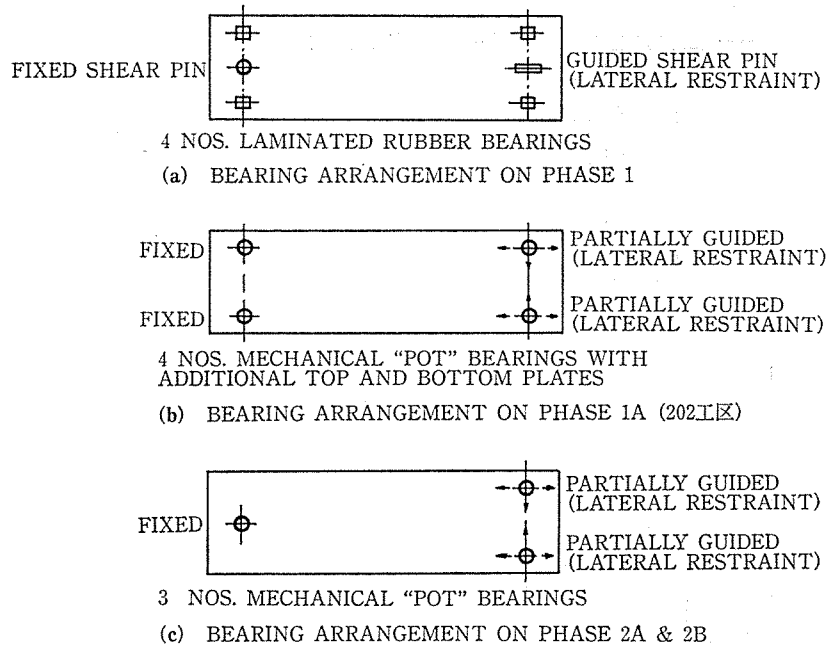 FIXED SHEAR PIN
GUIDED SHEAR PIN
(LATERAL RESTRAINT)
4 NOS. LAMINATED RUBBER BEARINGS
(a) BEARING ARRANGEMENT ON PHASE 1
FIXED
PARTIALLY GUIDED
(LATERAL RESTRAINT)
FIXED
PARTIALLY GUIDED
(LATERAL RESTRAINT)
4 NOS. MECHANICAL “POT” BEARINGS WITH
ADDITIONAL TOP AND BOTTOM PLATES
(b) BEARING ARRANGEMENT ON PHASE 1A (202工区)
PARTIALLY GUIDED
(LATERAL RESTRAINT)
FIXED
PARTIALLY GUIDED
(LATERAL RESTRAINT)
3 NOS. MECHANICAL “POT” BEARINGS
(c) BEARING ARRANGEMENT ON PHASE 2A & 2B